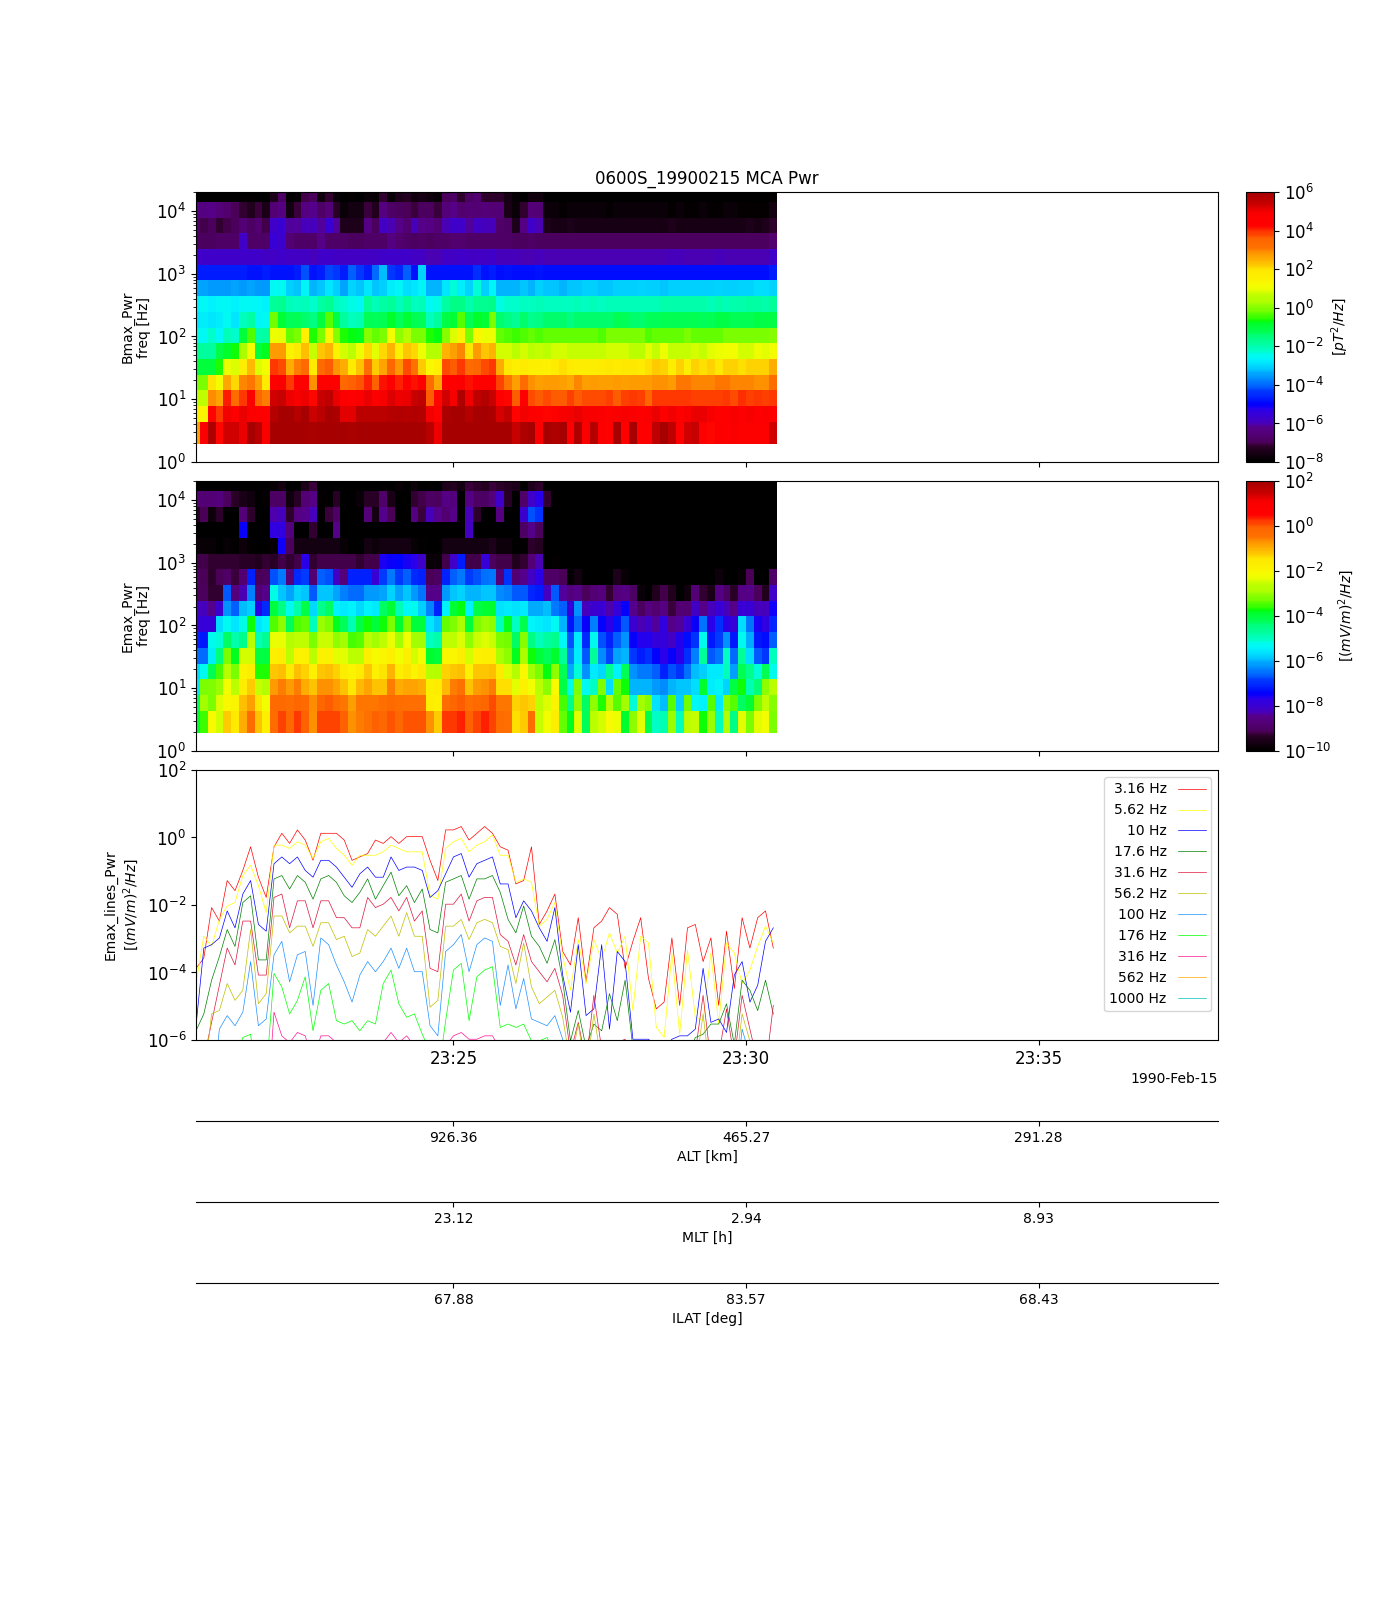 0600S_19900215 MCA Pwr
10^4
10^3
10^2
10^1
10^0
Bmax_Pwr
freq [Hz]
10^6
10^4
10^2
10^0
10^-2
10^-4
10^-6
10^-8
[pT^2/Hz]
10^4
10^3
10^2
10^1
10^0
Emax_Pwr
freq [Hz]
10^2
10^0
10^-2
10^-4
10^-6
10^-8
10^-10
[(mV/m)^2/Hz]
10^2
10^0
10^-2
10^-4
10^-6
Emax_lines_Pwr
[(mV/m)^2/Hz]
3.16 Hz
5.62 Hz
10 Hz
17.6 Hz
31.6 Hz
56.2 Hz
100 Hz
176 Hz
316 Hz
562 Hz
1000 Hz
23:25 23:30 23:35
1990-Feb-15
926.36 465.27 291.28
ALT [km]
23.12 2.94 8.93
MLT [h]
67.88 83.57 68.43
ILAT [deg]